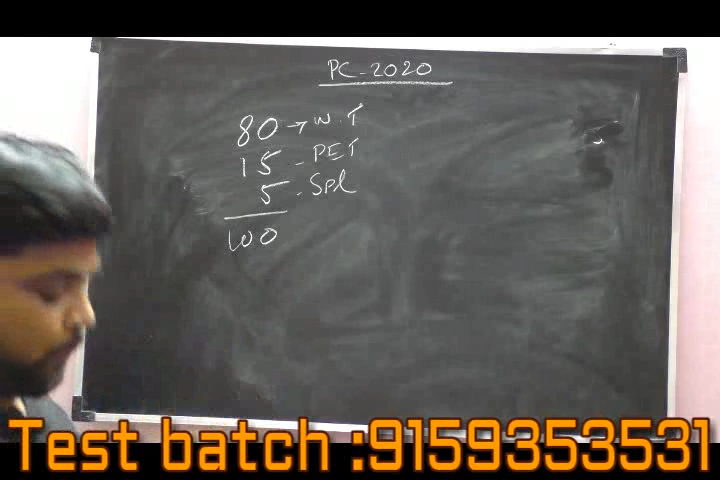 PC-2020
80 → W.T
15 - PET
5 - Spl
100
Test batch :9159353531